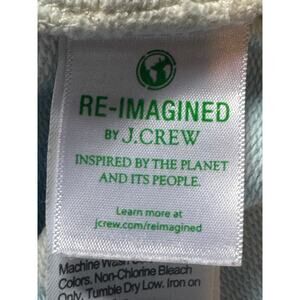 RE-IMAGINED
BY J.CREW
INSPIRED BY THE PLANET
AND ITS PEOPLE.
Learn more at
jcrew.com/reimagined
Machine Wash
Colors. Non-Chlorine Bleach
Only. Tumble Dry Low. Iron on